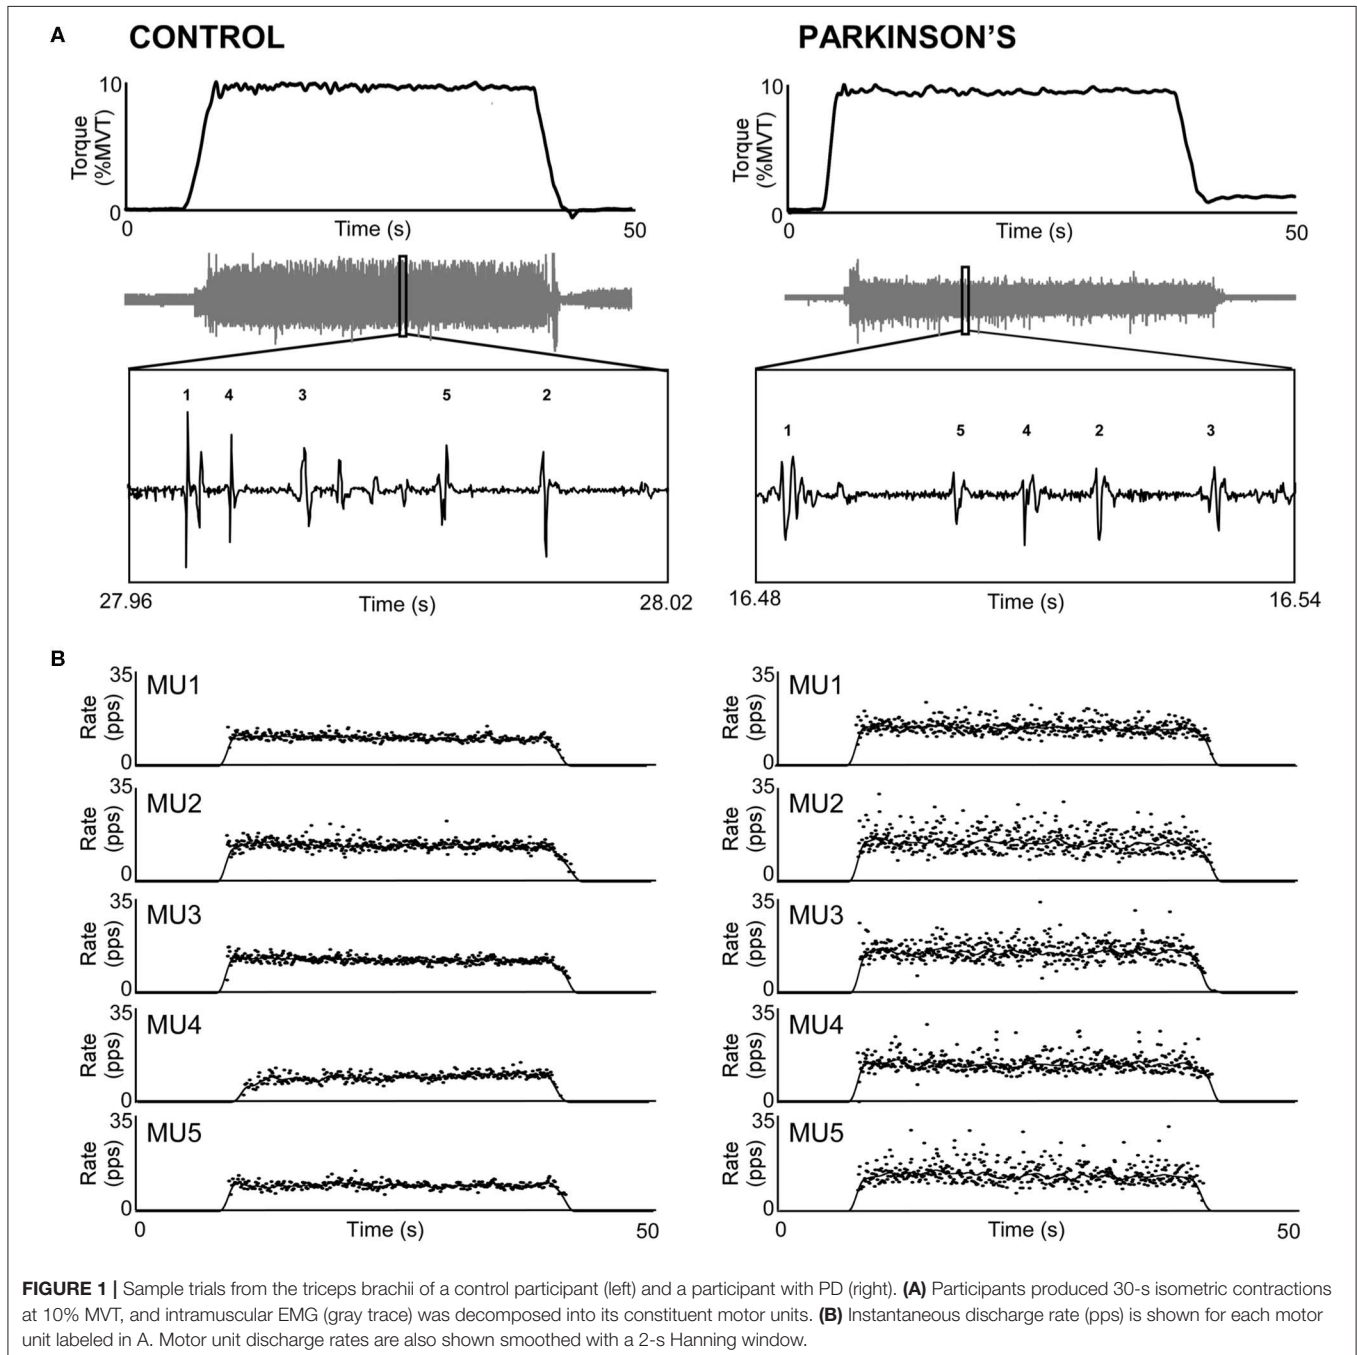 A
CONTROL
PARKINSON'S
10
Torque
(%MVT)
0
0
Time (s)
50
10
Torque
(%MVT)
0
0
Time (s)
50
1 4 3 5 2
1 5 4 2 3
27.96
Time (s)
28.02
16.48
Time (s)
16.54
B
35
Rate
(pps)
0
MU1
35
Rate
(pps)
0
MU1
35
Rate
(pps)
0
MU2
35
Rate
(pps)
0
MU2
35
Rate
(pps)
0
MU3
35
Rate
(pps)
0
MU3
35
Rate
(pps)
0
MU4
35
Rate
(pps)
0
MU4
35
Rate
(pps)
0
MU5
35
Rate
(pps)
0
MU5
0
Time (s)
50
0
Time (s)
50
FIGURE 1 | Sample trials from the triceps brachii of a control participant (left) and a participant with PD (right). (A) Participants produced 30-s isometric contractions
at 10% MVT, and intramuscular EMG (gray trace) was decomposed into its constituent motor units. (B) Instantaneous discharge rate (pps) is shown for each motor
unit labeled in A. Motor unit discharge rates are also shown smoothed with a 2-s Hanning window.